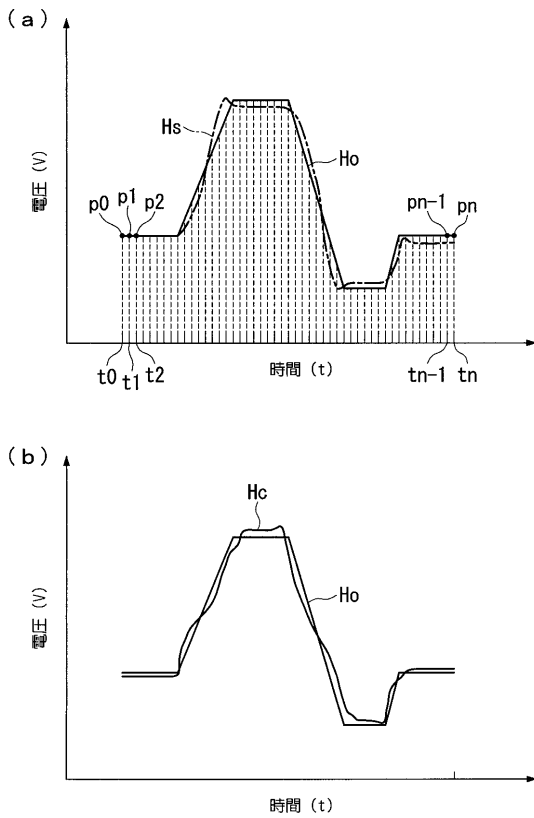 (a)
電圧 (V)
Hs
Ho
p0
p1
p2
pn-1
pn
t0
t1
t2
時間 (t)
tn-1
tn
(b)
電圧 (V)
Hc
Ho
時間 (t)